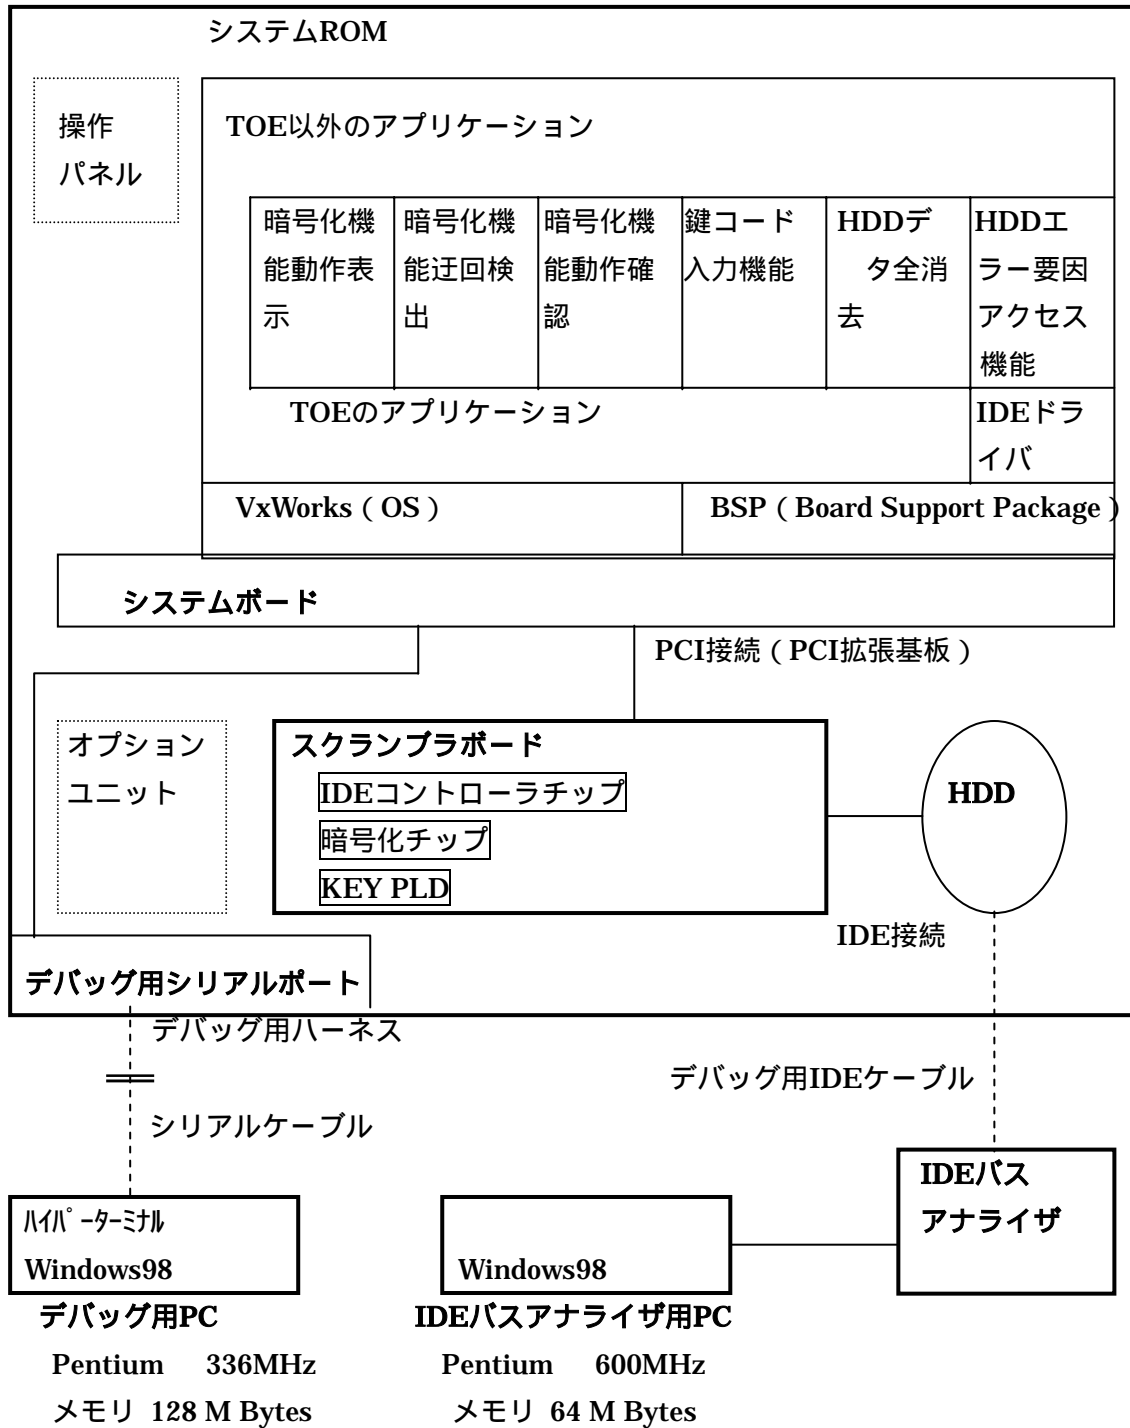 システムROM
操作
パネル
TOE以外のアプリケーション
暗号化機
能動作表
示
暗号化機
能迂回検
出
暗号化機
能動作確
認
鍵コード
入力機能
HDDデ
タ全消
去
HDDエ
ラー要因
アクセス
機能
TOEのアプリケーション
IDEドラ
イバ
VxWorks（OS）
BSP（Board Support Package）
システムボード
PCI接続（PCI拡張基板）
オプション
ユニット
スクランブラボード
IDEコントローラチップ
暗号化チップ
KEY PLD
HDD
IDE接続
デバッグ用シリアルポート
デバッグ用ハーネス
デバッグ用IDEケーブル
シリアルケーブル
IDEバス
アナライザ
ﾊｲﾊﾟｰﾀｰﾐﾅﾙ
Windows98
Windows98
デバッグ用PC
IDEバスアナライザ用PC
Pentium 336MHz
Pentium 600MHz
メモリ 128 M Bytes
メモリ 64 M Bytes